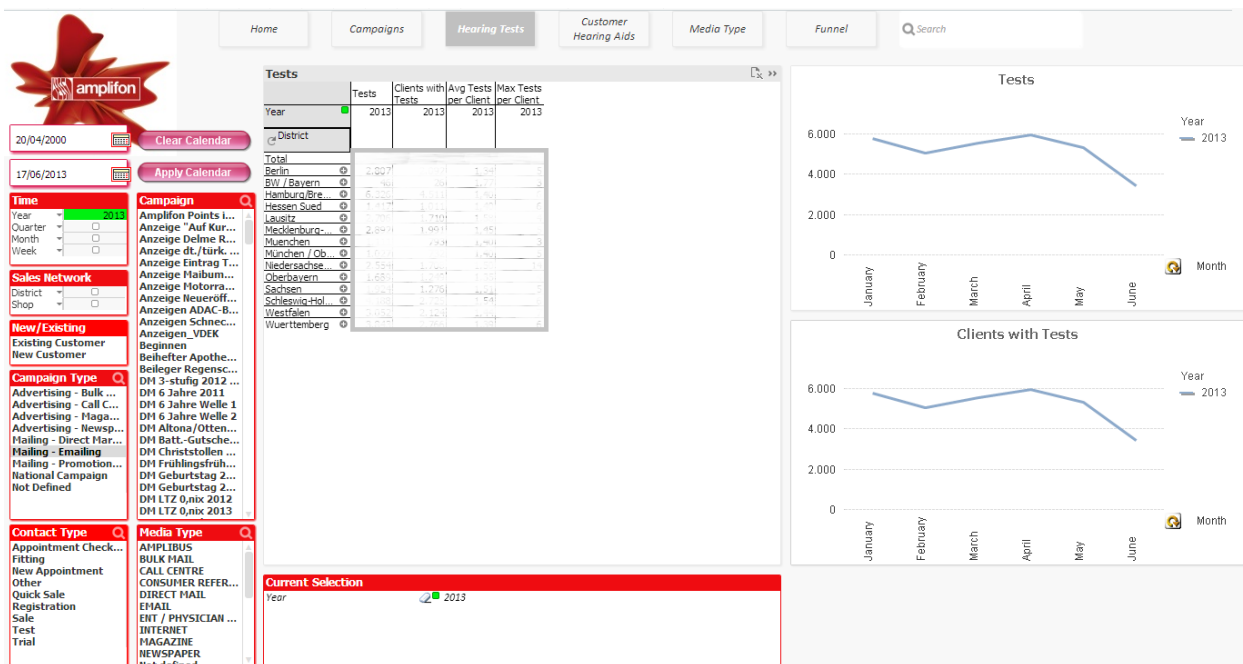 Home
Campaigns
Hearing Tests
Customer Hearing Aids
Media Type
Funnel
Search
amplifon
20/04/2000
Clear Calendar
17/06/2013
Apply Calendar
Time
Year 2013
Quarter
Month
Week
Sales Network
District
Shop
New/Existing
Existing Customer
New Customer
Campaign Type
Advertising - Bulk ...
Advertising - Call C...
Advertising - Maga...
Advertising - Newsp...
Mailing - Direct Mar...
Mailing - Emailing
Mailing - Promotion...
National Campaign
Not Defined
Contact Type
Appointment Check...
Fitting
New Appointment
Other
Quick Sale
Registration
Sale
Test
Trial
Campaign
Amplifon Points i...
Anzeige "Auf Kur...
Anzeige Delme R...
Anzeige dt./türk. ...
Anzeige Eintrag T...
Anzeige Maibum...
Anzeige Motorra...
Anzeige Neueröff...
Anzeigen ADAC-B...
Anzeigen Schnec...
Anzeigen_VDEK
Beginnen
Beihefter Apothe...
Beileger Regensc...
DM 3-stufig 2012 ...
DM 6 Jahre 2011
DM 6 Jahre Welle 1
DM 6 Jahre Welle 2
DM Altona/Otten...
DM Batt.-Gutsche...
DM Christstollen ...
DM Frühlingsfrüh...
DM Geburtstag 2...
DM Geburtstag 2...
DM LTZ 0,nix 2012
DM LTZ 0,nix 2013
Media Type
AMPLIBUS
BULK MAIL
CALL CENTRE
CONSUMER REFER...
DIRECT MAIL
EMAIL
ENT / PHYSICIAN ...
INTERNET
MAGAZINE
NEWSPAPER
Not defined
Tests
Tests Clients with Tests Avg Tests per Client Max Tests per Client
Year 2013 2013 2013 2013
District
Total
Berlin
BW / Bayern
Hamburg/Bre...
Hessen Sued
Lausitz
Mecklenburg-...
Muenchen
München / Ob...
Niedersachse...
Oberbayern
Sachsen
Schleswig-Hol...
Westfalen
Wuerttemberg
Current Selection
Year 2013
Tests
Year
2013
6.000
4.000
2.000
0
January
February
March
April
May
June
Month
Clients with Tests
Year
2013
6.000
4.000
2.000
0
January
February
March
April
May
June
Month